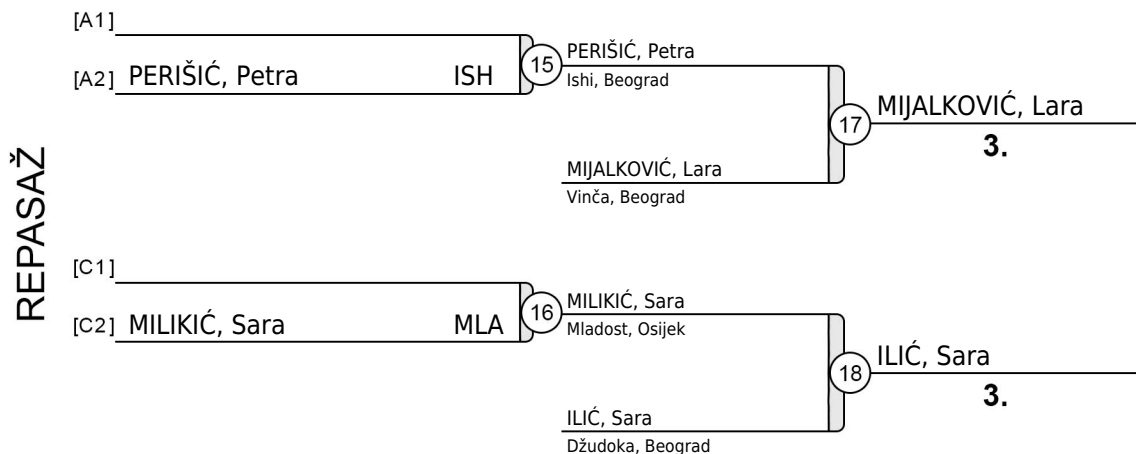 REPASAŽ
[A1]
[A2] PERIŠIĆ, Petra ISH
15
PERIŠIĆ, Petra
Ishi, Beograd
MIJALKOVIĆ, Lara
Vinča, Beograd
17
MIJALKOVIĆ, Lara
3.
[C1]
[C2] MILIKIĆ, Sara MLA
16
MILIKIĆ, Sara
Mladost, Osijek
ILIĆ, Sara
Džudoka, Beograd
18
ILIĆ, Sara
3.